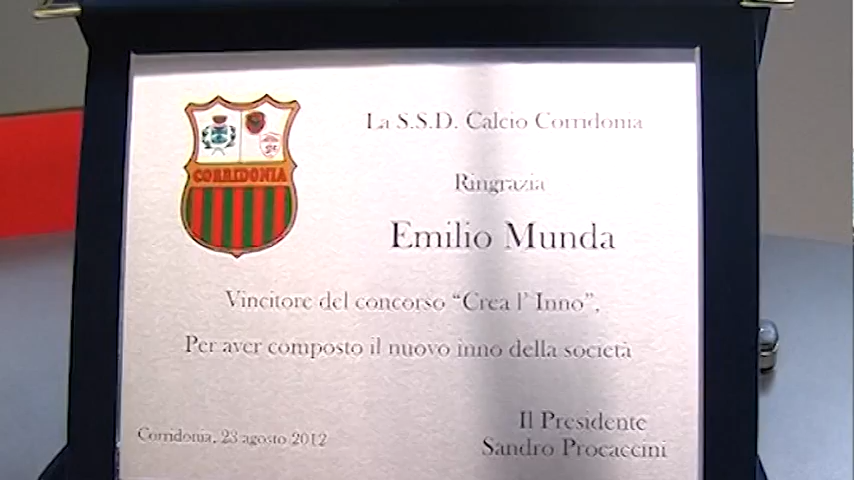 La S.S.D. Calcio Corridonia
CORRIDONIA
Ringrazia
Emilio Munda
Vincitore del concorso “Crea l’ Inno”,
Per aver composto il nuovo inno della società
Il Presidente
Corridonia, 23 agosto 2012
Sandro Procaccini